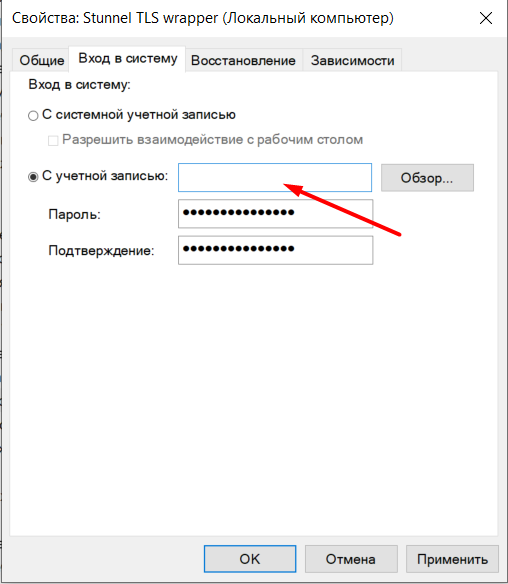 Свойства: Stunnel TLS wrapper (Локальный компьютер)
Общие Вход в систему Восстановление Зависимости
Вход в систему:
С системной учетной записью
Разрешить взаимодействие с рабочим столом
С учетной записью: Обзор...
Пароль: ●●●●●●●●●●●●●●●
Подтверждение: ●●●●●●●●●●●●●●●
OK Отмена Применить